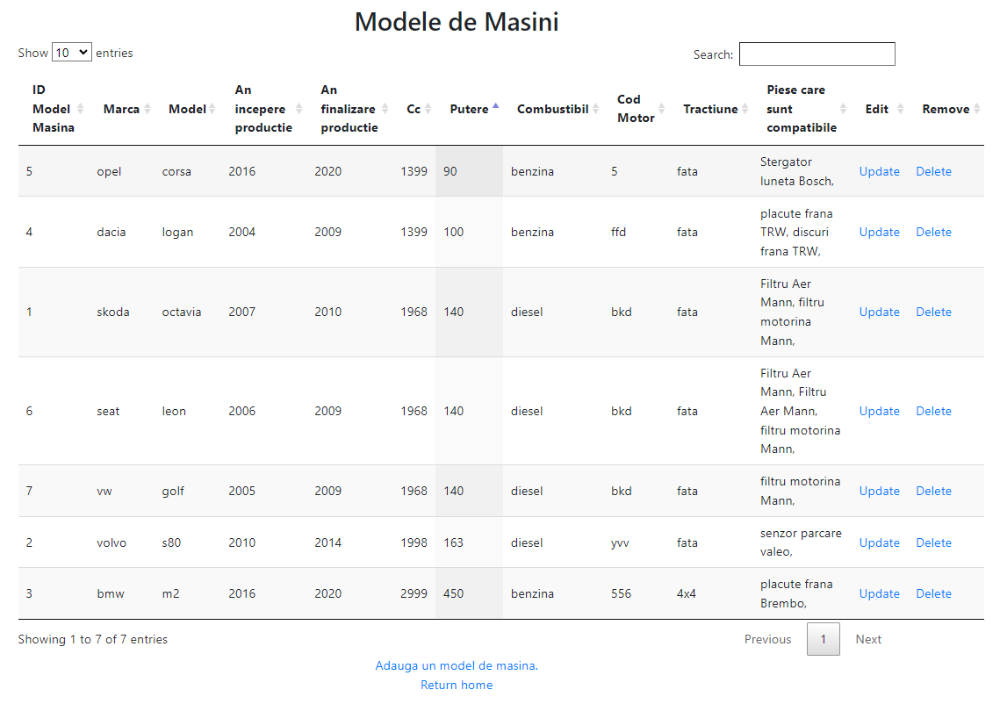 Modele de Masini
Show 10 entries
Search:
ID Model Masina Marca Model An incepere productie An finalizare productie Cc Putere Combustibil Cod Motor Tractiune Piese care sunt compatibile Edit Remove
5 opel corsa 2016 2020 1399 90 benzina 5 fata Stergator luneta Bosch, Update Delete
4 dacia logan 2004 2009 1399 100 benzina ffd fata placute frana TRW, discuri frana TRW, Update Delete
1 skoda octavia 2007 2010 1968 140 diesel bkd fata Filtru Aer Mann, filtru motorina Mann, Update Delete
6 seat leon 2006 2009 1968 140 diesel bkd fata Filtru Aer Mann, Filtru Aer Mann, filtru motorina Mann, Update Delete
7 vw golf 2005 2009 1968 140 diesel bkd fata filtru motorina Mann, Update Delete
2 volvo s80 2010 2014 1998 163 diesel yvv fata senzor parcare valeo, Update Delete
3 bmw m2 2016 2020 2999 450 benzina 556 4x4 placute frana Brembo, Update Delete
Showing 1 to 7 of 7 entries
Previous 1 Next
Adauga un model de masina.
Return home